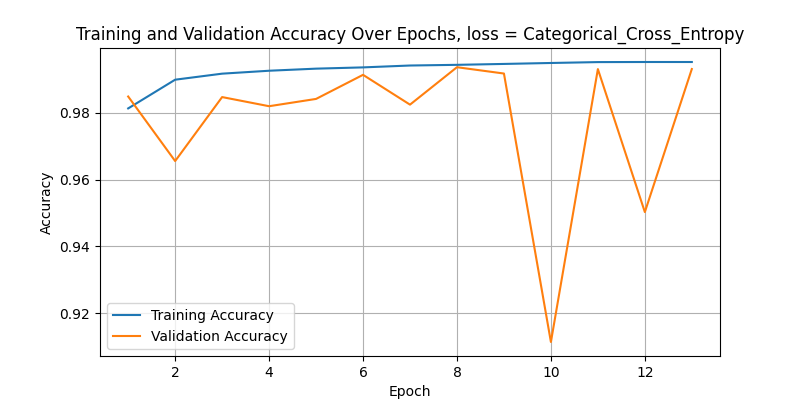 Training and Validation Accuracy Over Epochs, loss = Categorical_Cross_Entropy
Accuracy
0.98
0.96
0.94
0.92
Training Accuracy
Validation Accuracy
2 4 6 8 10 12
Epoch